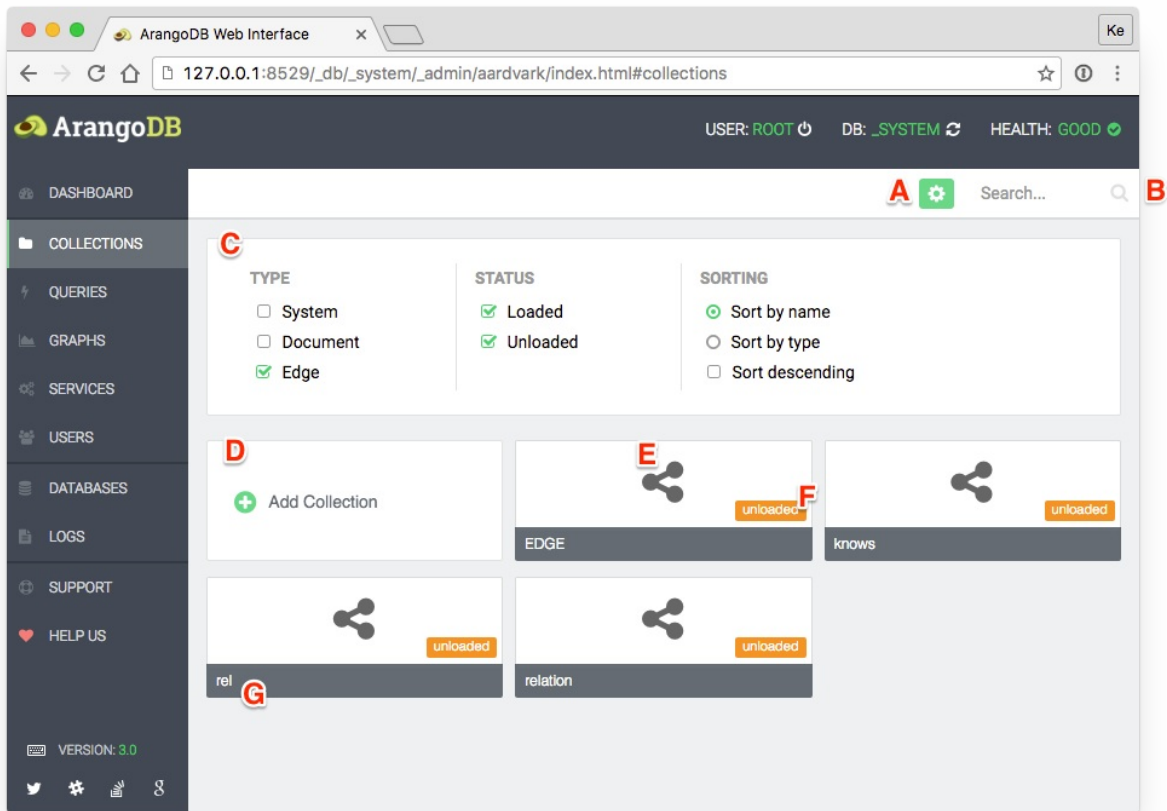 ArangoDB Web Interface
Ke
127.0.0.1:8529/_db/_system/_admin/aardvark/index.html#collections
ArangoDB
USER: ROOT DB: _SYSTEM HEALTH: GOOD
DASHBOARD
COLLECTIONS
QUERIES
GRAPHS
SERVICES
USERS
DATABASES
LOGS
SUPPORT
HELP US
VERSION: 3.0
A Search... B
C
TYPE STATUS SORTING
System Loaded Sort by name
Document Unloaded Sort by type
Edge Sort descending
D E
Add Collection unloaded F unloaded
EDGE knows
unloaded unloaded
rel G relation